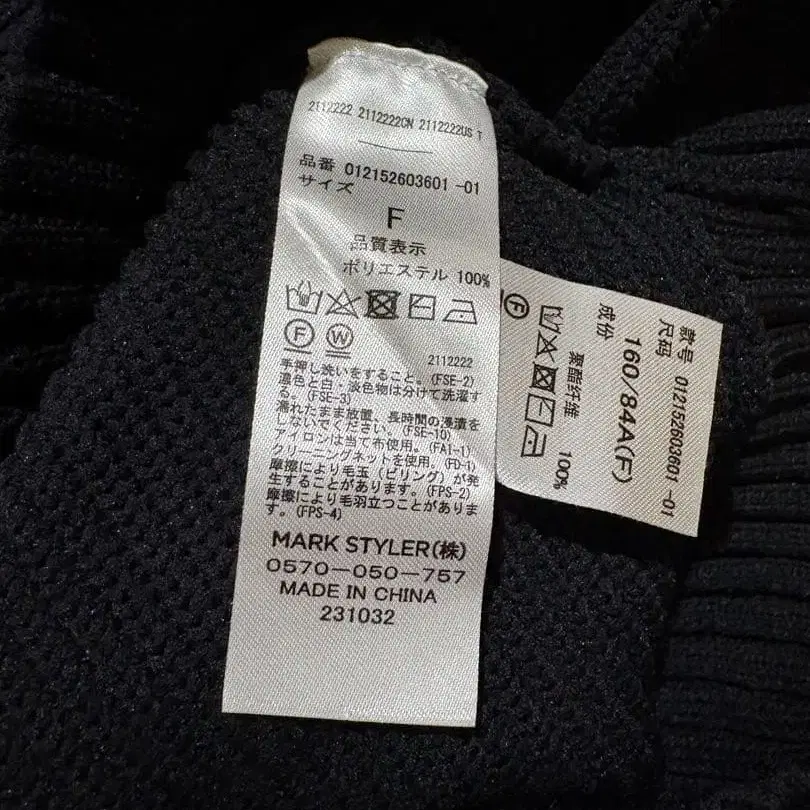 2112222 2112222CN 2112222US T
品番 012152603601 -01
サイズ
F
品質表示
ポリエステル 100%
F W
2112222
手押し洗いをすること。(FSE-2)
濃色と白・淡色物は分けて洗濯す
る。(FSE-3)
濡れたまま放置、長時間の浸漬を
しないでください。(FSE-10)
アイロンは当て布使用。(FAI-1)
クリーニングネットを使用。(FD-1)
摩擦により毛玉(ピリング)が発
生することがあります。(FPS-2)
摩擦により毛羽立つことがありま
す。(FPS-4)
MARK STYLER(株)
0570-050-757
MADE IN CHINA
231032
款号 012152603601 -01
尺码
160/84A(F)
成份
聚酯纤维 100%
F